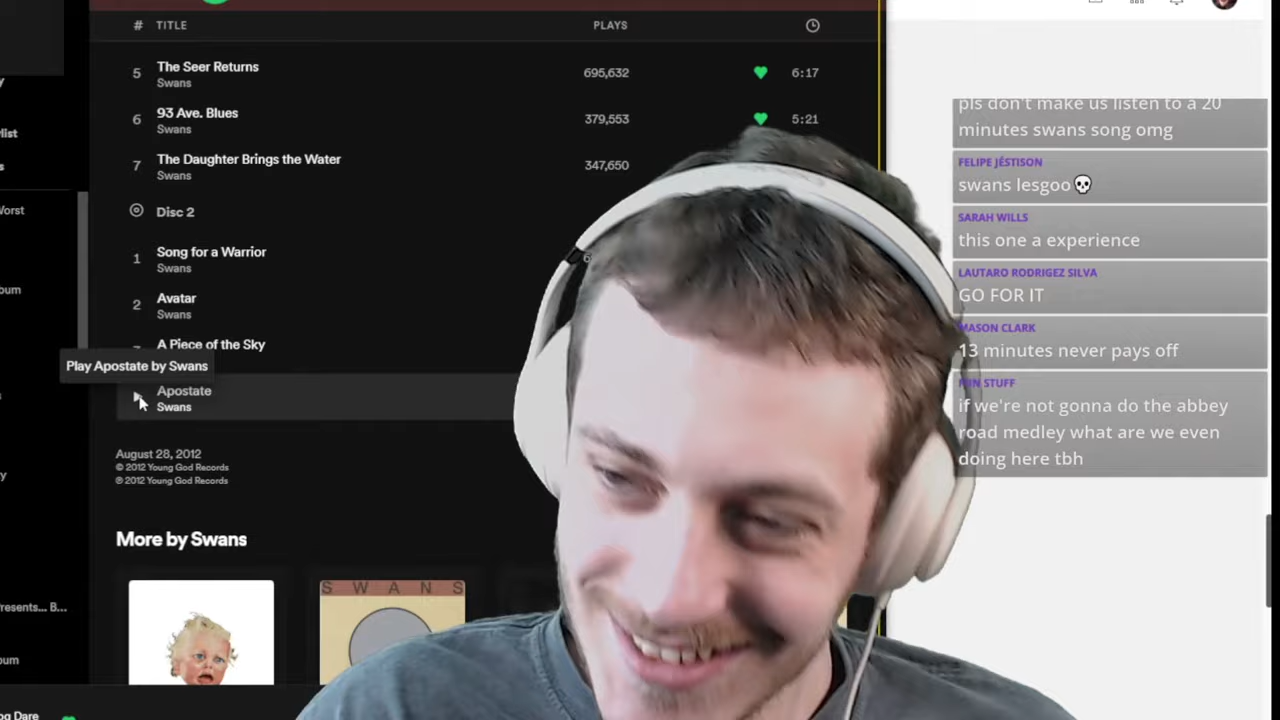 # TITLE PLAYS
5 The Seer Returns 695,632 6:17
Swans
6 93 Ave. Blues 379,553 5:21
Swans
7 The Daughter Brings the Water 347,650
Swans
Disc 2
1 Song for a Warrior
Swans
2 Avatar
Swans
A Piece of the Sky
Play Apostate by Swans
Apostate
Swans
August 28, 2012
© 2012 Young God Records
℗ 2012 Young God Records
More by Swans
S W A N S
pls don't make us listen to a 20
minutes swans song omg
FELIPE JÉSTISON
swans lesgoo💀
SARAH WILLS
this one a experience
LAUTARO RODRIGEZ SILVA
GO FOR IT
MASON CLARK
13 minutes never pays off
STUFF
if we're not gonna do the abbey
road medley what are we even
doing here tbh